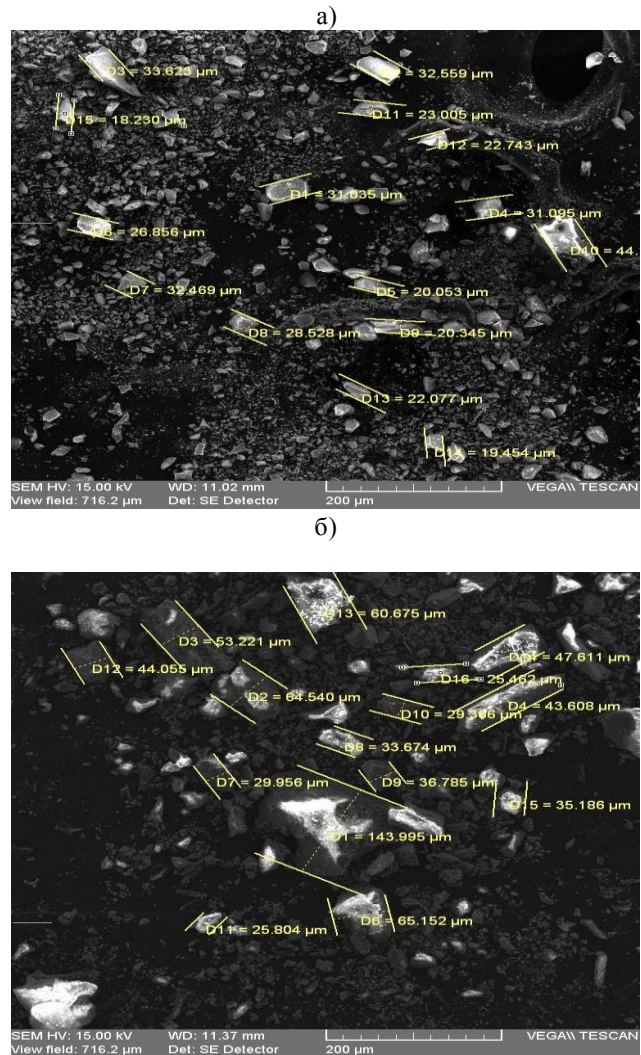 а)
D3 = 33.623 µm
32.559 µm
D11 = 23.005 µm
D15 = 18.230 µm
D12 = 22.743 µm
D1 = 31.035 µm
D4 = 31.095 µm
D6 = 26.856 µm
D10 = 44.
D7 = 32.469 µm
D5 = 20.053 µm
D8 = 28.528 µm
D9 = 20.345 µm
D13 = 22.077 µm
D14 = 19.454 µm
SEM HV: 15.00 kV WD: 11.02 mm VEGA\\ TESCAN
View field: 716.2 µm Det: SE Detector 200 µm
б)
D13 = 60.675 µm
D3 = 53.221 µm
D12 = 44.055 µm
47.611 µm
D16 = 25.462 µm
D2 = 64.540 µm
D4 = 43.608 µm
D10 = 29.366 µm
D8 = 33.674 µm
D7 = 29.956 µm
D9 = 36.785 µm
D15 = 35.186 µm
D1 = 143.995 µm
D6 = 65.152 µm
D11 = 25.804 µm
SEM HV: 15.00 kV WD: 11.37 mm VEGA\\ TESCAN
View field: 716.2 µm Det: SE Detector 200 µm